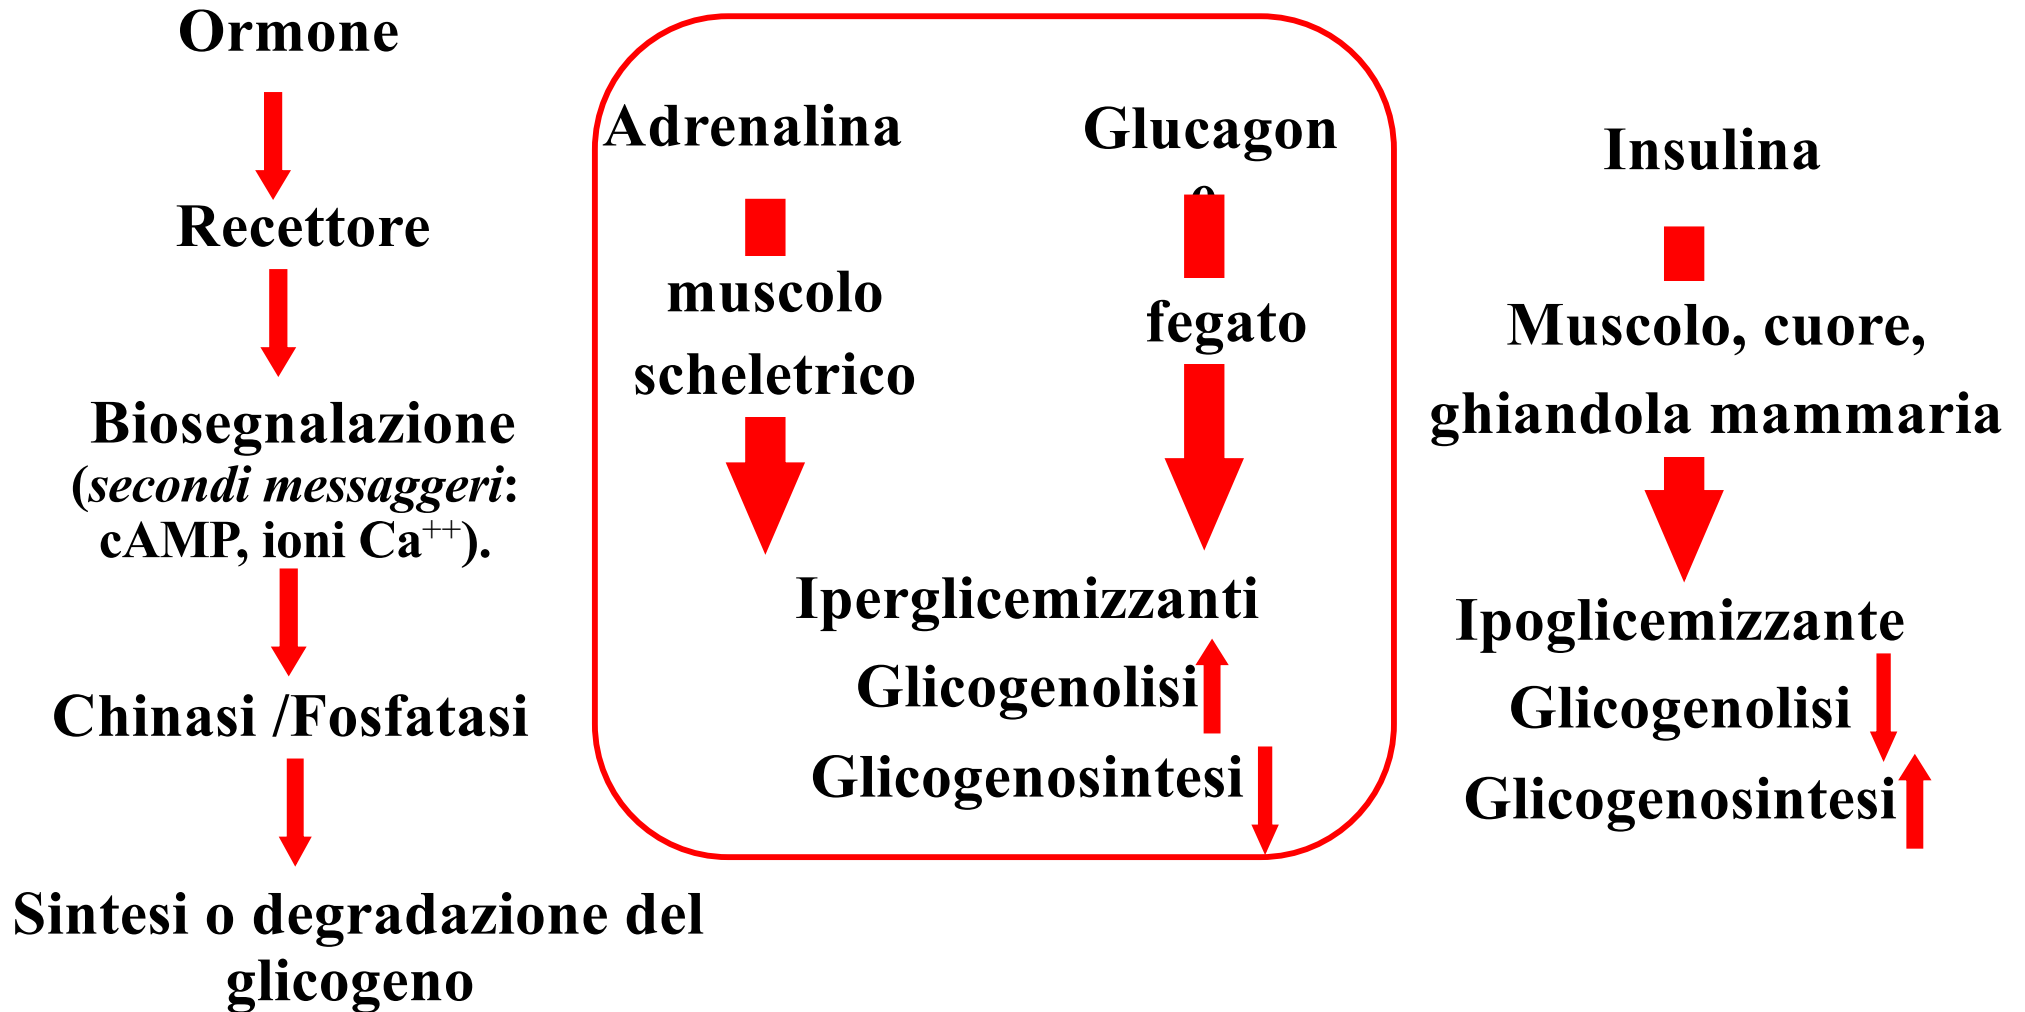 Ormone
Recettore
Biosegnalazione
(secondi messaggeri:
cAMP, ioni Ca++).
Chinasi /Fosfatasi
Sintesi o degradazione del
glicogeno
Adrenalina
muscolo
scheletrico
Glucagon
fegato
Iperglicemizzanti
Glicogenolisi
Glicogenosintesi
Insulina
Muscolo, cuore,
ghiandola mammaria
Ipoglicemizzante
Glicogenolisi
Glicogenosintesi